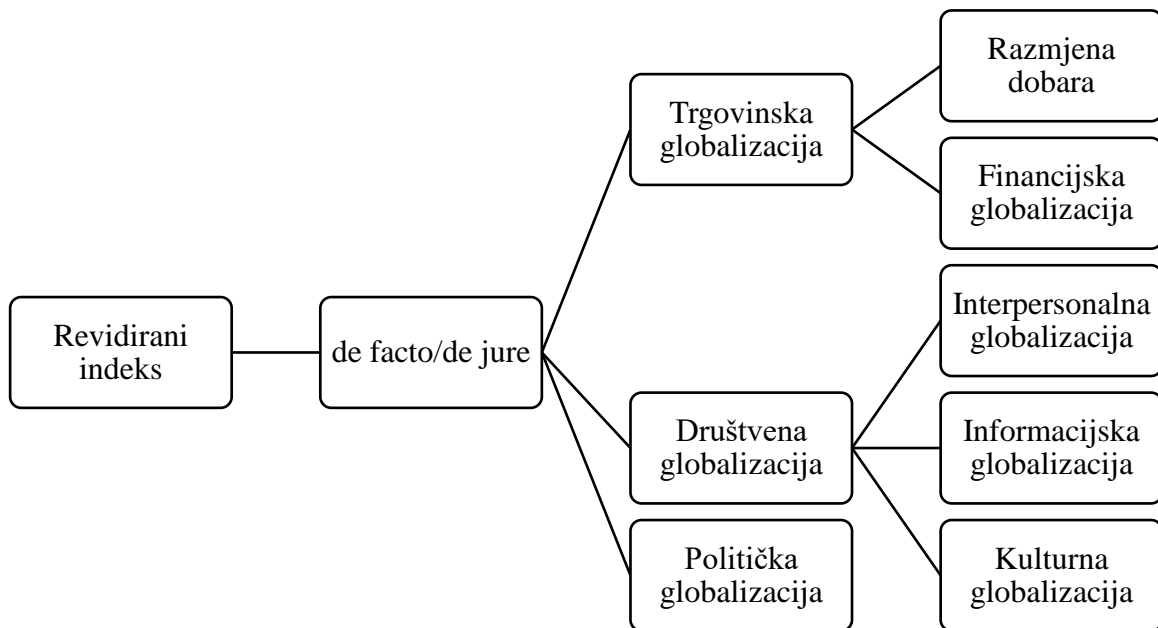 Revidirani
indeks
de facto/de jure
Trgovinska
globalizacija
Razmjena
dobara
Financijska
globalizacija
Društvena
globalizacija
Interpersonalna
globalizacija
Informacijska
globalizacija
Kulturna
globalizacija
Politička
globalizacija